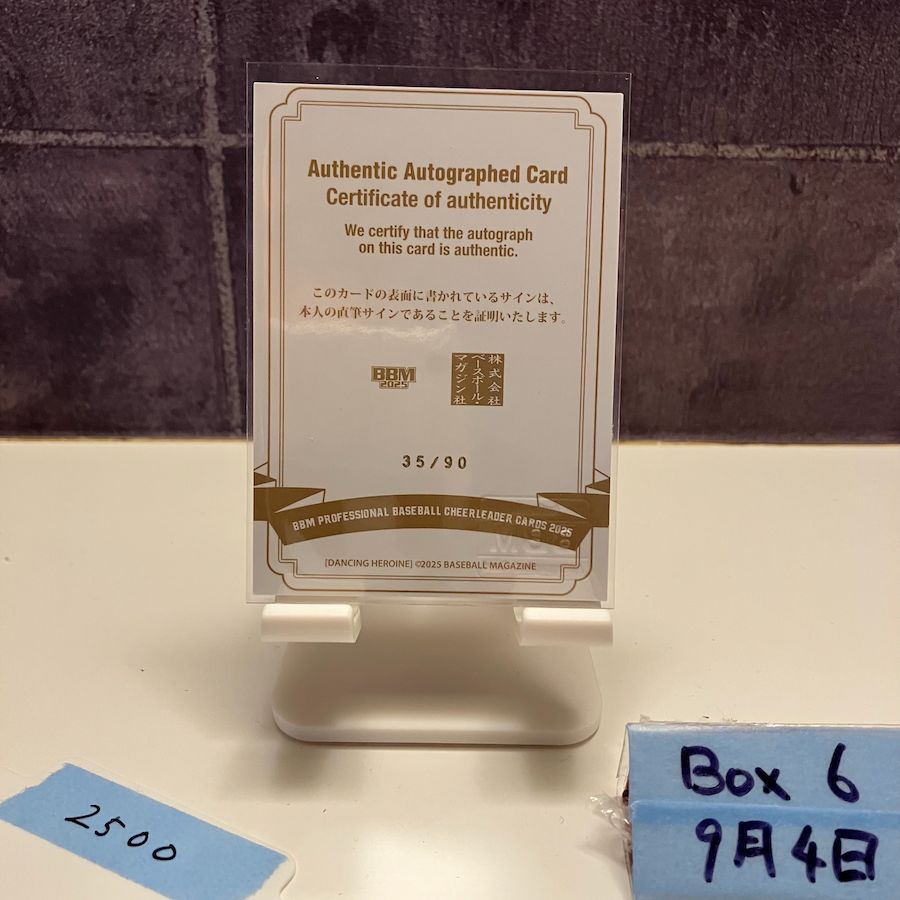 Authentic Autographed Card
Certificate of authenticity
We certify that the autograph
on this card is authentic.
このカードの表面に書かれているサインは、
本人の直筆サインであることを証明いたします。
BBM
2025
株式会社
ベースボール・
マガジン社
35/90
BBM PROFESSIONAL BASEBALL CHEERLEADER CARDS 2025
[DANCING HEROINE] ©2025 BASEBALL MAGAZINE
2500
Box 6
9月4日